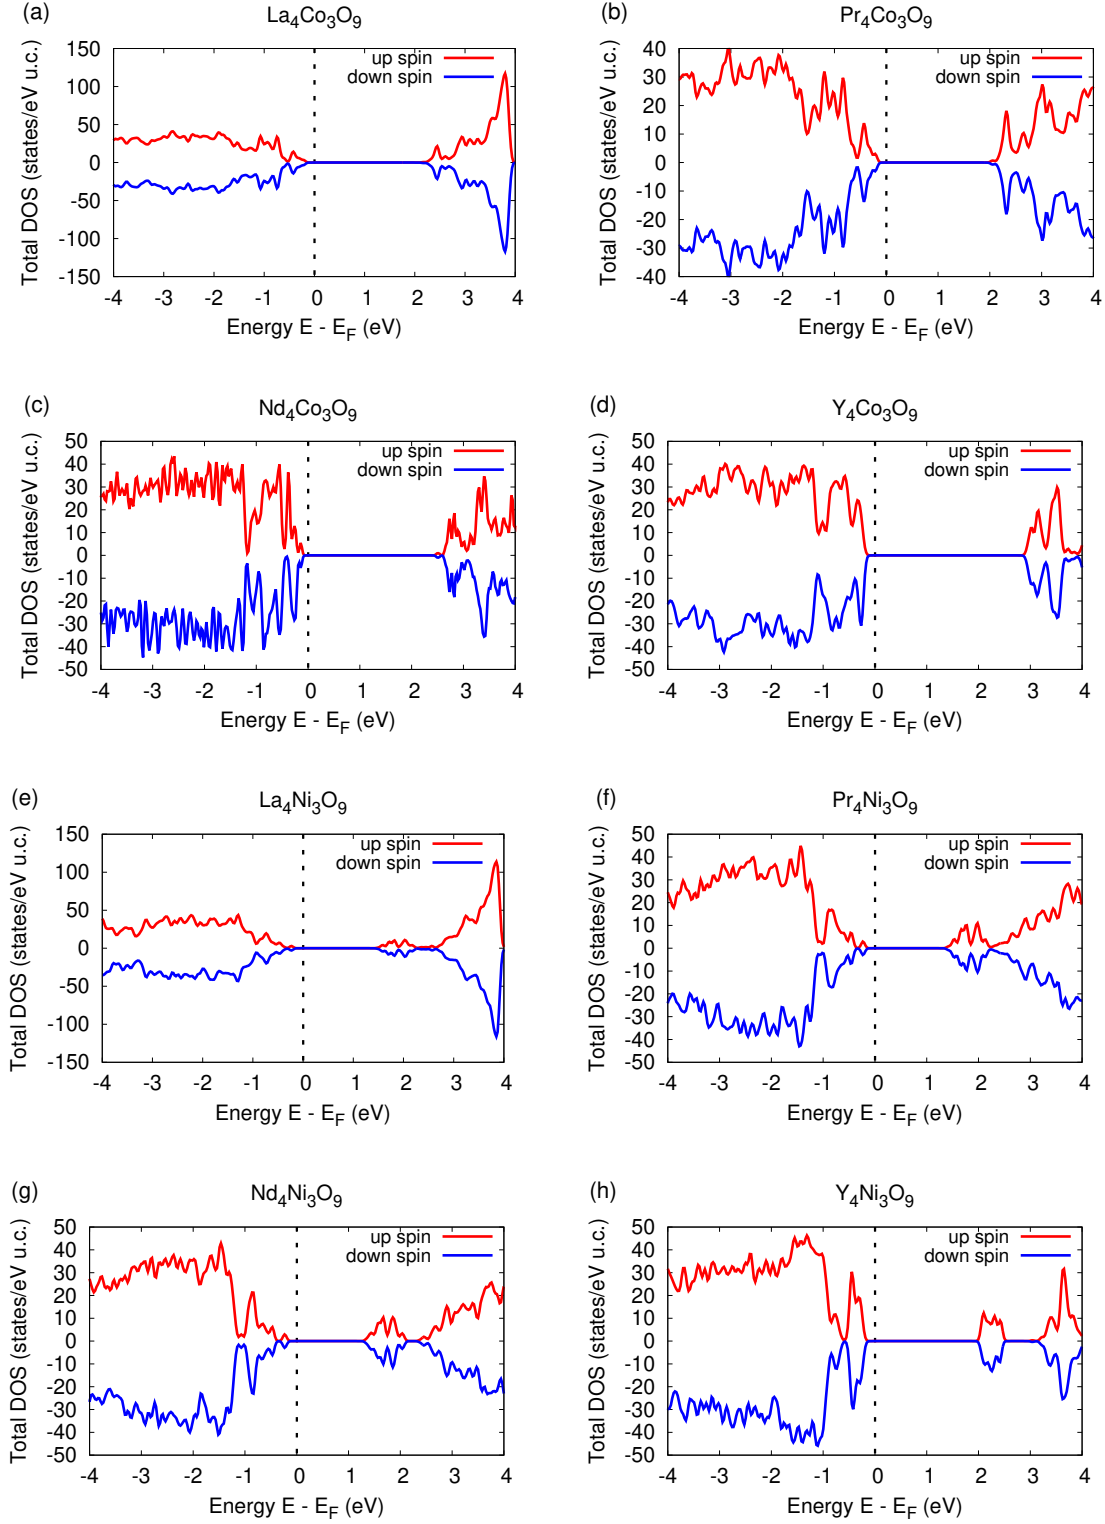 (a) La4Co3O9
Total DOS (states/eV u.c.)
150
100
50
0
-50
-100
-150
up spin
down spin
-4 -3 -2 -1 0 1 2 3 4
Energy E - EF (eV)
(b) Pr4Co3O9
Total DOS (states/eV u.c.)
40
30
20
10
0
-10
-20
-30
-40
up spin
down spin
-4 -3 -2 -1 0 1 2 3 4
Energy E - EF (eV)
(c) Nd4Co3O9
Total DOS (states/eV u.c.)
50
40
30
20
10
0
-10
-20
-30
-40
-50
up spin
down spin
-4 -3 -2 -1 0 1 2 3 4
Energy E - EF (eV)
(d) Y4Co3O9
Total DOS (states/eV u.c.)
50
40
30
20
10
0
-10
-20
-30
-40
-50
up spin
down spin
-4 -3 -2 -1 0 1 2 3 4
Energy E - EF (eV)
(e) La4Ni3O9
Total DOS (states/eV u.c.)
150
100
50
0
-50
-100
-150
up spin
down spin
-4 -3 -2 -1 0 1 2 3 4
Energy E - EF (eV)
(f) Pr4Ni3O9
Total DOS (states/eV u.c.)
50
40
30
20
10
0
-10
-20
-30
-40
-50
up spin
down spin
-4 -3 -2 -1 0 1 2 3 4
Energy E - EF (eV)
(g) Nd4Ni3O9
Total DOS (states/eV u.c.)
50
40
30
20
10
0
-10
-20
-30
-40
-50
up spin
down spin
-4 -3 -2 -1 0 1 2 3 4
Energy E - EF (eV)
(h) Y4Ni3O9
Total DOS (states/eV u.c.)
50
40
30
20
10
0
-10
-20
-30
-40
-50
up spin
down spin
-4 -3 -2 -1 0 1 2 3 4
Energy E - EF (eV)